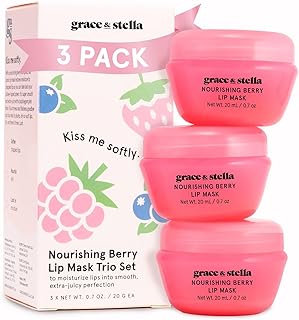 grace & stella
3 PACK
Kiss me softly.
Kiss me softly...
Nourishing Berry
Lip Mask Trio Set
to moisturize lips into smooth,
extra-juicy perfection
3 X NET WT. 0.7 OZ. / 20 G EA
grace & stella
NOURISHING BERRY
LIP MASK
Net Wt. 20 mL / 0.7 oz
grace & stella
NOURISHING BERRY
LIP MASK
Net Wt. 20 mL / 0.7 oz
grace & stella
NOURISHING BERRY
LIP MASK
Net Wt. 20 mL / 0.7 oz